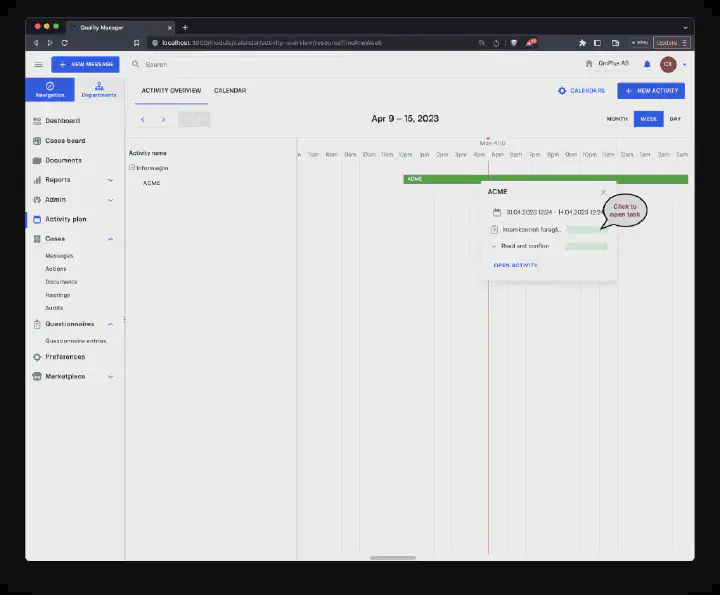 Quality Manager
localhost:3000/module/calendar/activity-overview/resourceTimelineWeek
VPN
Update
NEW MESSAGE
Search
QmPlus AS
CK
Navigation
Departments
ACTIVITY OVERVIEW
CALENDAR
CALENDARS
NEW ACTIVITY
Apr 9 – 15, 2023
MONTH
WEEK
DAY
Dashboard
Cases board
Documents
Reports
Admin
Activity plan
Cases
Messages
Actions
Documents
Hearings
Audits
Questionnaires
Questionnaire entries
Preferences
Marketplace
Activity name
Information
ACME
Mon 4/10
m 7am 8am 9am 10am 11am 12pm 1pm 2pm 3pm 4pm 5pm 6pm 7pm 8pm 9pm 10pm 11pm 12am 1am 2am 3am
ACME
ACME
10.04.2023 12:24 - 14.04.2023 12:24
Read and confirm
OPEN ACTIVITY
Click to
open task